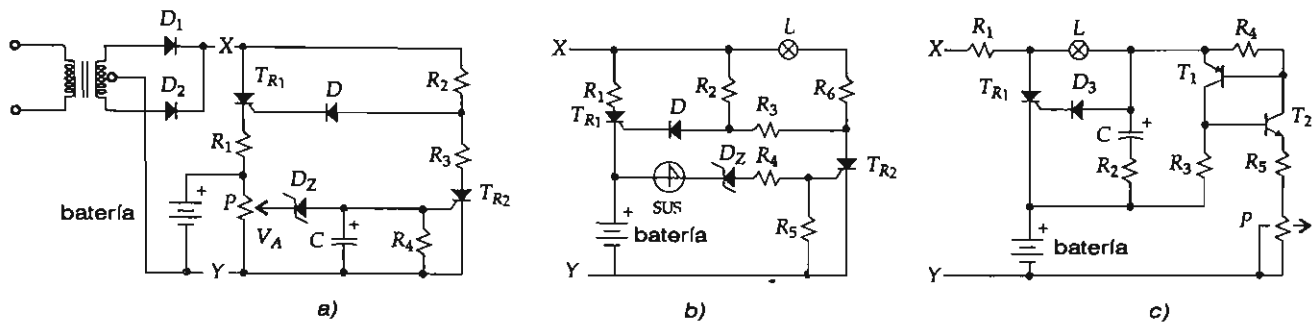 D1
X
TR1
D
R2
D2
R1
R3
DZ
TR2
P
batería
+
VA
C
+
R4
Y
a)
L
X
R1
R2
R6
TR1
D
R3
DZ
R4
TR2
SUS
+
batería
R5
Y
b)
R1
L
R4
X
T1
TR1
D3
T2
C
+
R2
R3
R5
P
+
batería
Y
c)